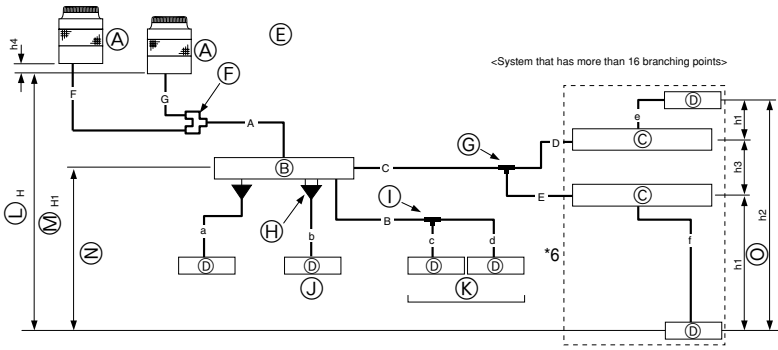 A
A
E
h4
<System that has more than 16 branching points>
F
F
G
D
e
h1
A
C
D
G
h3
B
C
L
H
M
H1
N
C
E
h2
O
I
H
B
a
b
c
d
*6
f
h1
D
D
D
D
J
K
D